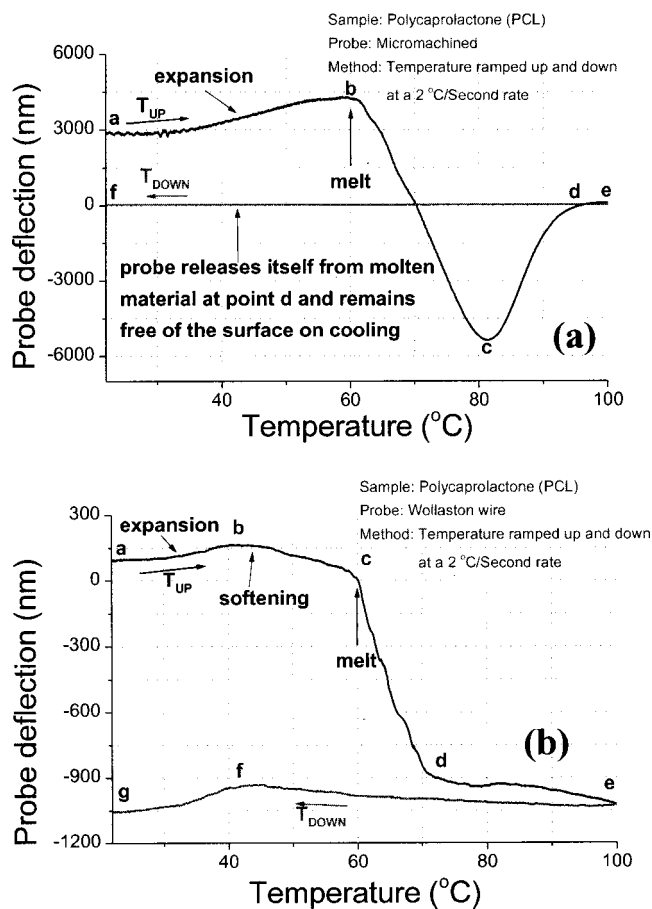 Sample: Polycaprolactone (PCL)
Probe: Micromachined
Method: Temperature ramped up and down
at a 2 °C/Second rate
6000
3000
0
-3000
-6000
Probe deflection (nm)
expansion
a
T_UP
b
melt
f
T_DOWN
d
e
probe releases itself from molten
material at point d and remains
free of the surface on cooling
c
(a)
20
40
60
80
100
Temperature (°C)
Sample: Polycaprolactone (PCL)
Probe: Wollaston wire
Method: Temperature ramped up and down
at a 2 °C/Second rate
300
0
-300
-600
-900
-1200
Probe deflection (nm)
expansion
a
b
T_UP
softening
c
melt
(b)
d
e
f
g
T_DOWN
40
60
80
100
Temperature (°C)